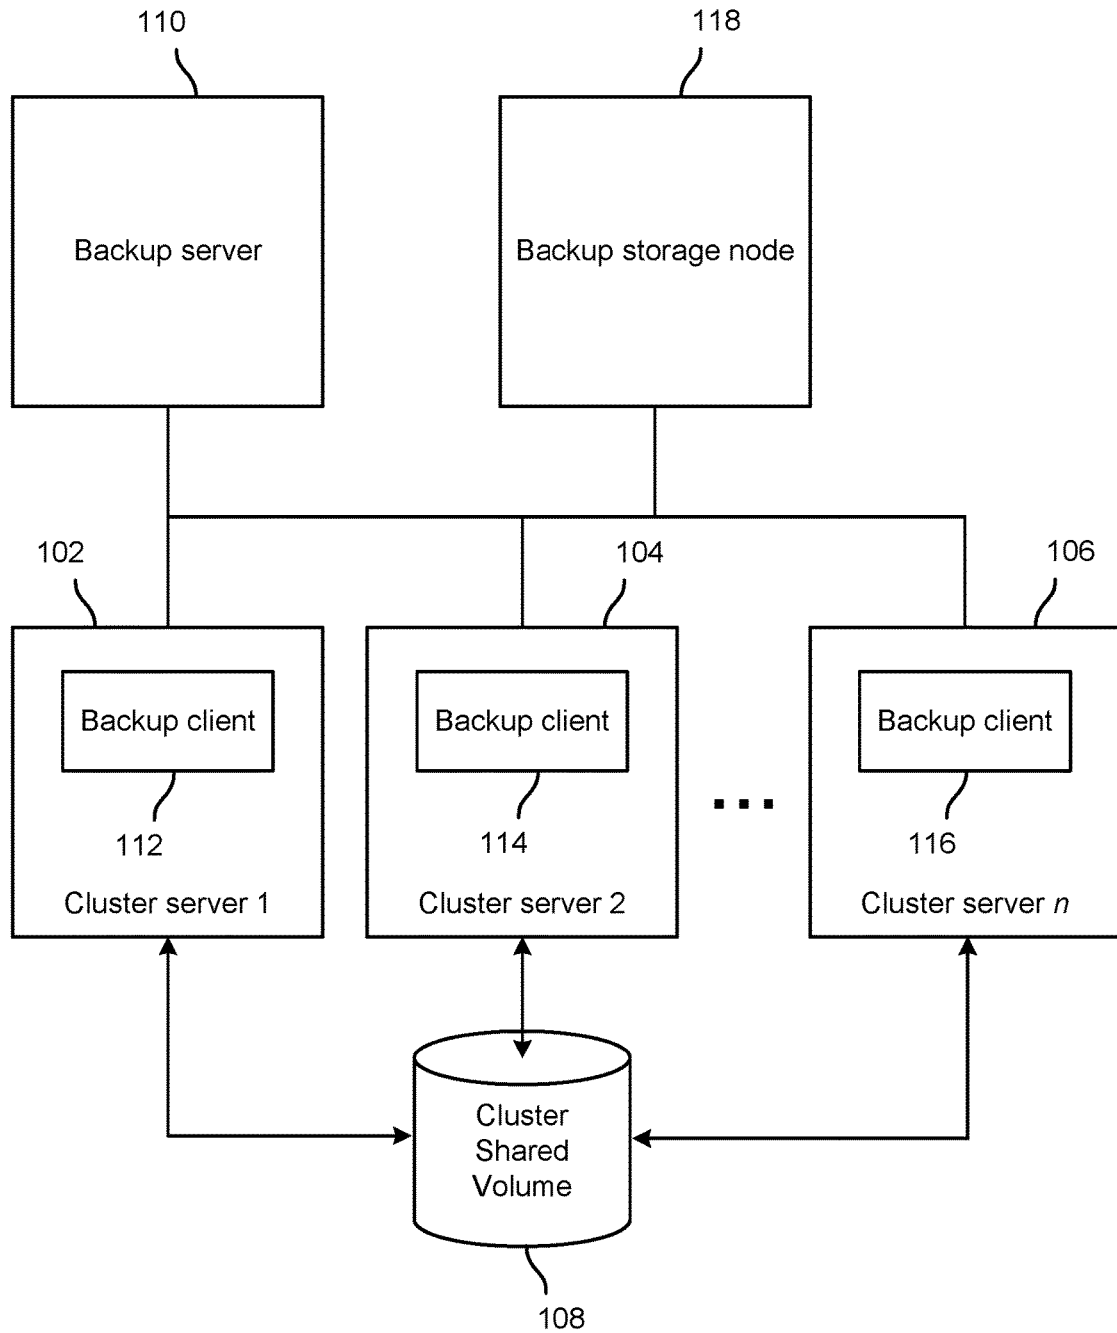 110
118
Backup server
Backup storage node
102
104
106
Backup client
Backup client
Backup client
112
114
116
...
Cluster server 1
Cluster server 2
Cluster server n
Cluster
Shared
Volume
108